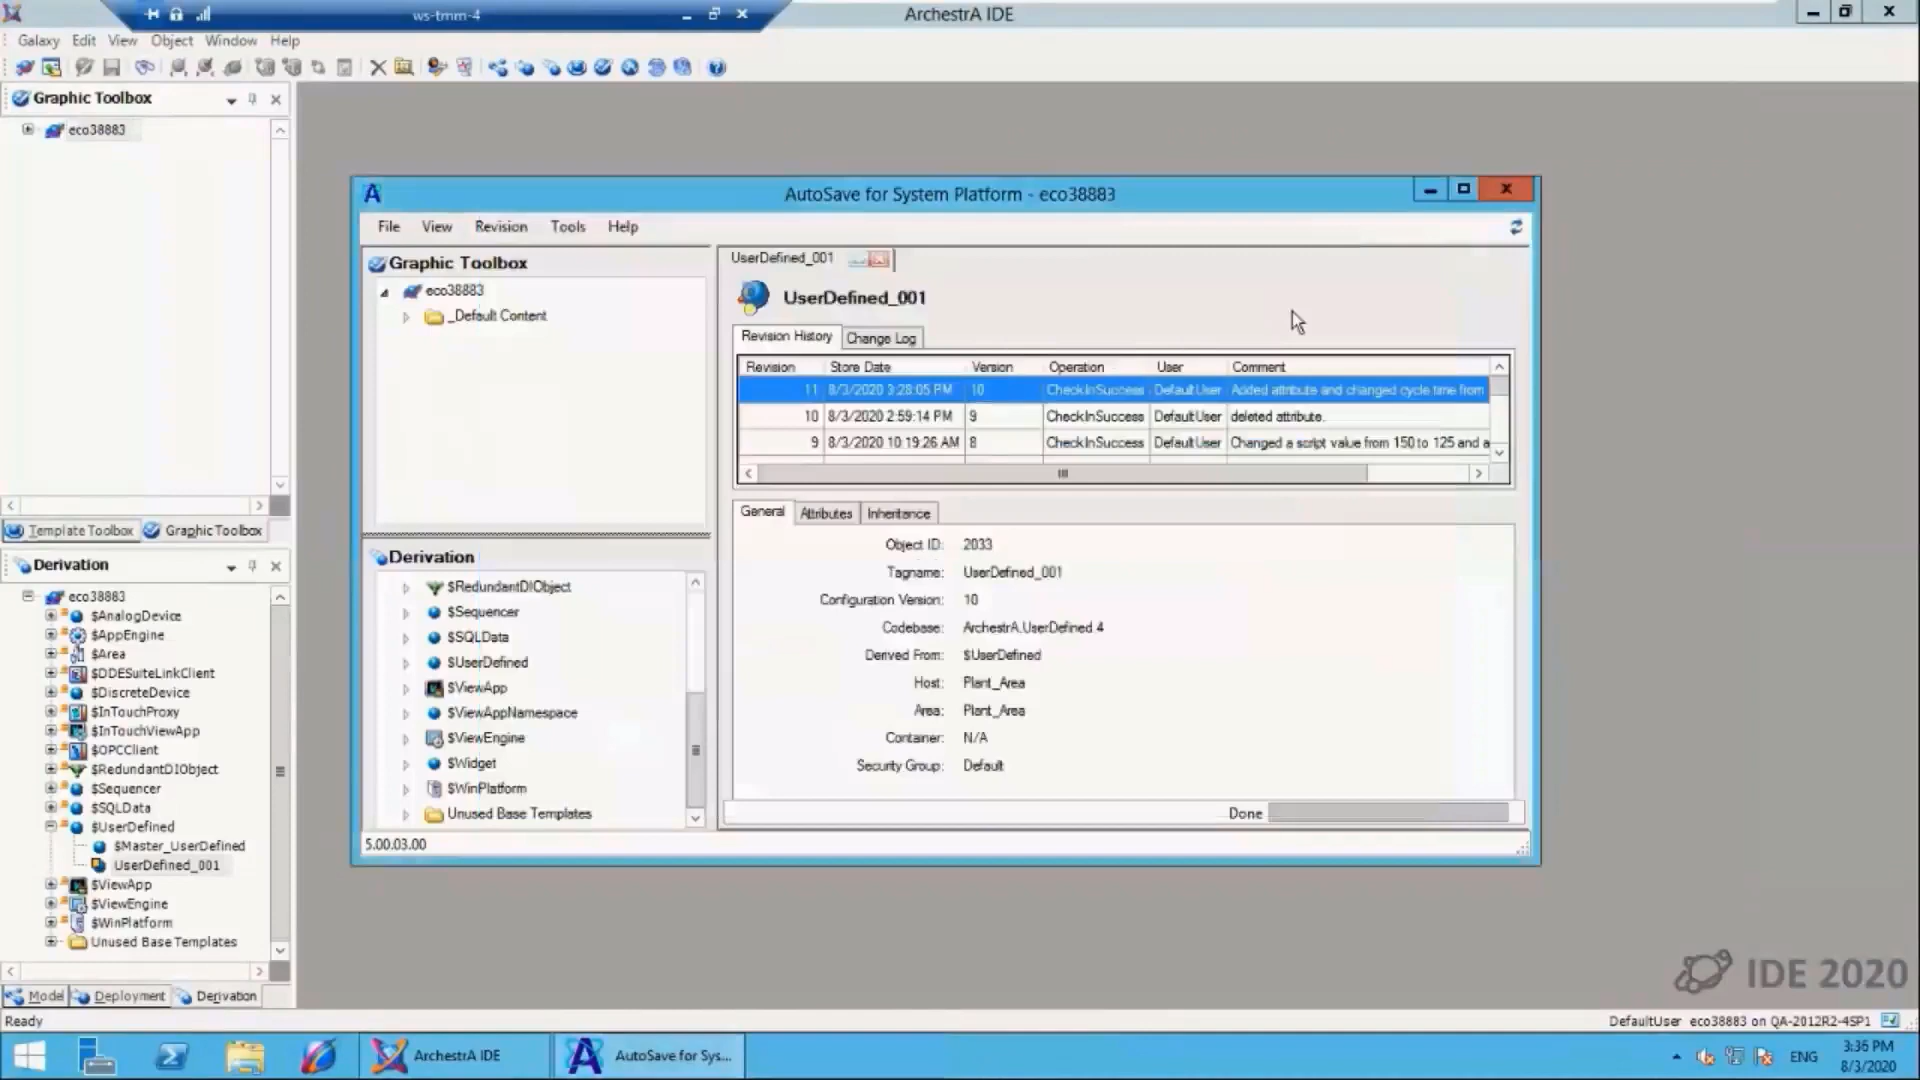 ws-tmm-4
ArchestrA IDE
Galaxy Edit View Object Window Help
Graphic Toolbox
eco38883
Template Toolbox Graphic Toolbox
Derivation
eco38883
$AnalogDevice
$AppEngine
$Area
$DDESuiteLinkClient
$DiscreteDevice
$InTouchProxy
$InTouchViewApp
$OPCClient
$RedundantDIObject
$Sequencer
$SQLData
$UserDefined
$Master_UserDefined
UserDefined_001
$ViewApp
$ViewEngine
$WinPlatform
Unused Base Templates
Model Deployment Derivation
Ready
AutoSave for System Platform - eco38883
File View Revision Tools Help
Graphic Toolbox
eco38883
_Default Content
Derivation
$RedundantDIObject
$Sequencer
$SQLData
$UserDefined
$ViewApp
$ViewAppNamespace
$ViewEngine
$Widget
$WinPlatform
Unused Base Templates
5.00.03.00
UserDefined_001
UserDefined_001
Revision History Change Log
Revision Store Date Version Operation User Comment
11 8/3/2020 3:28:05 PM 10 CheckInSuccess DefaultUser Added attribute and changed cycle time from
10 8/3/2020 2:59:14 PM 9 CheckInSuccess DefaultUser deleted attribute.
9 8/3/2020 10:19:26 AM 8 CheckInSuccess DefaultUser Changed a script value from 150 to 125 and a
General Attributes Inheritance
Object ID: 2033
Tagname: UserDefined_001
Configuration Version: 10
Codebase: ArchestrA.UserDefined.4
Derived From: $UserDefined
Host: Plant_Area
Area: Plant_Area
Container: N/A
Security Group: Default
Done
IDE 2020
DefaultUser eco38883 on QA-2012R2-4SP1
ArchestrA IDE
AutoSave for Sys...
ENG
3:36 PM
8/3/2020